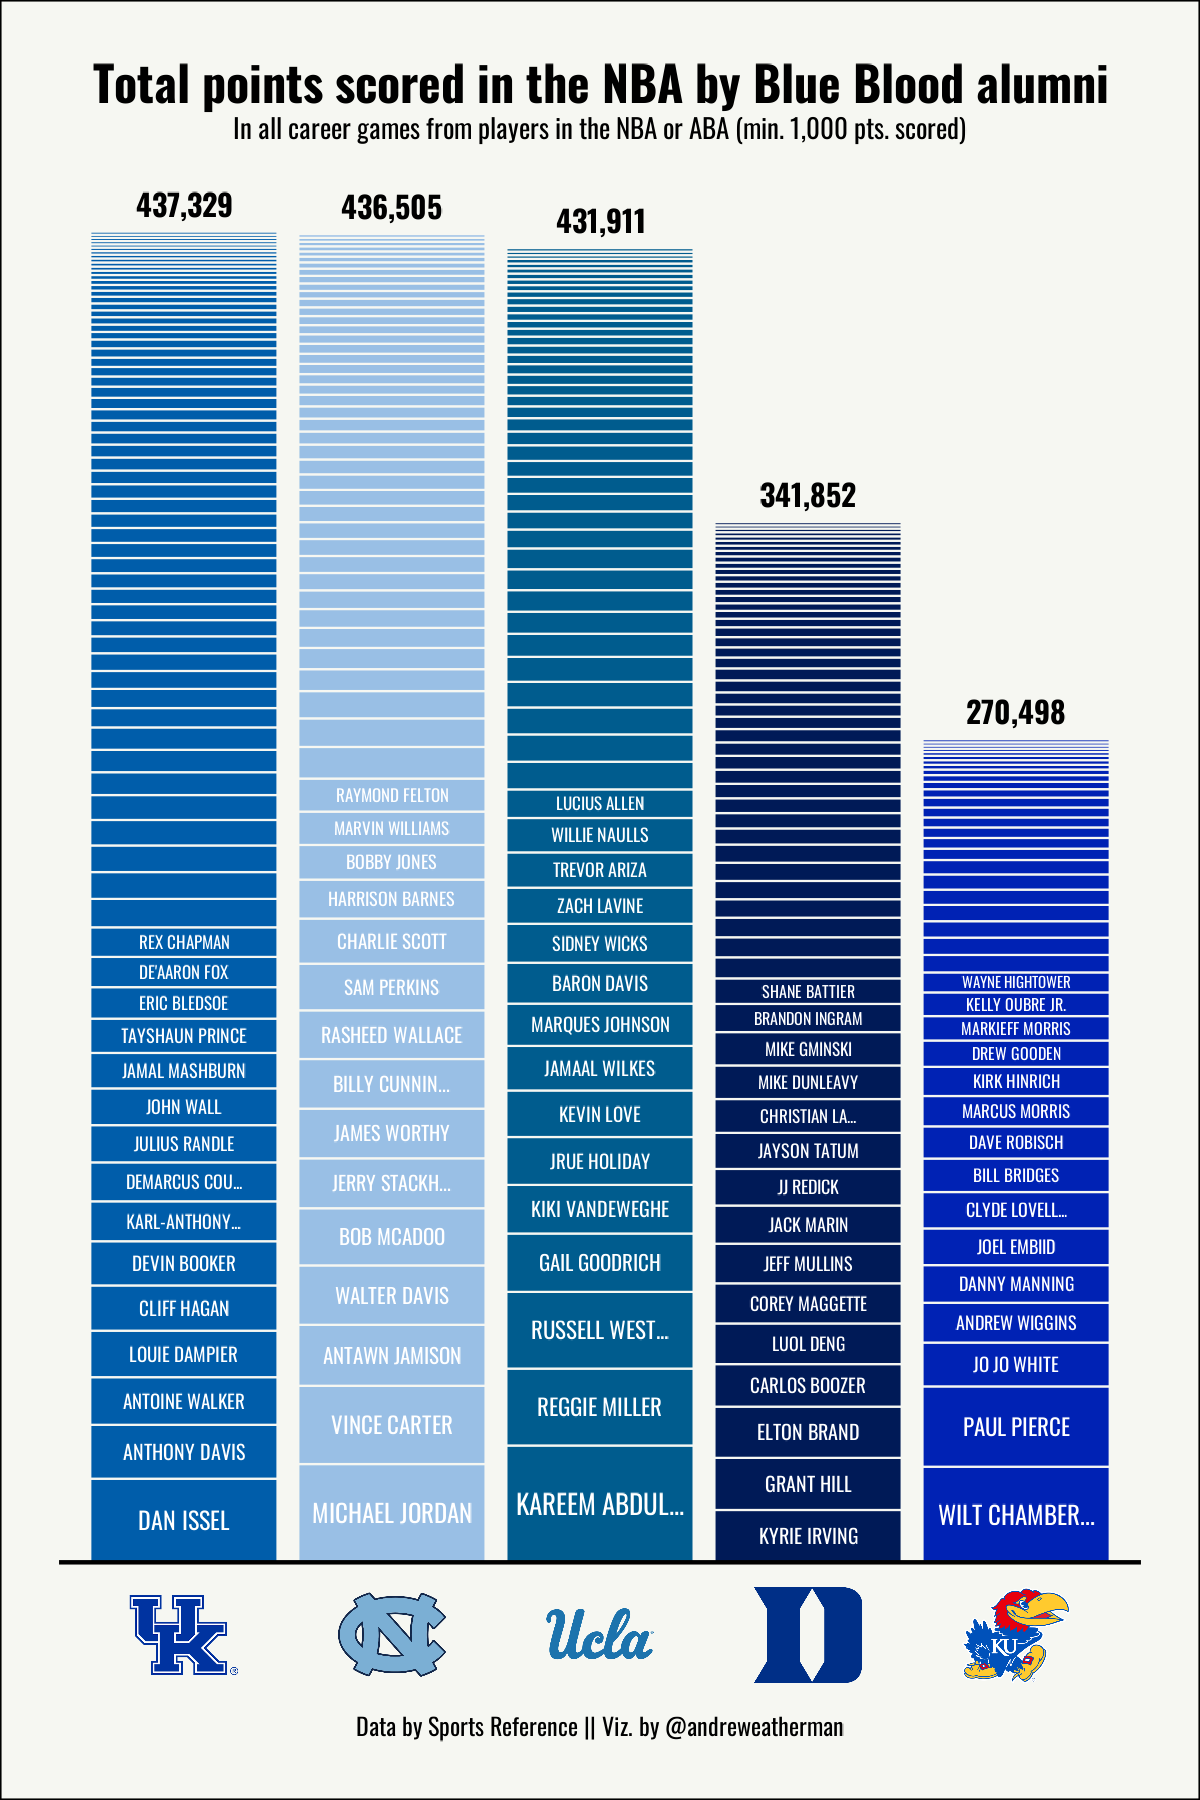 Total points scored in the NBA by Blue Blood alumni
In all career games from players in the NBA or ABA (min. 1,000 pts. scored)
437,329
REX CHAPMAN
DE'AARON FOX
ERIC BLEDSOE
TAYSHAUN PRINCE
JAMAL MASHBURN
JOHN WALL
JULIUS RANDLE
DEMARCUS COU...
KARL-ANTHONY...
DEVIN BOOKER
CLIFF HAGAN
LOUIE DAMPIER
ANTOINE WALKER
ANTHONY DAVIS
DAN ISSEL
UK
®
436,505
RAYMOND FELTON
MARVIN WILLIAMS
BOBBY JONES
HARRISON BARNES
CHARLIE SCOTT
SAM PERKINS
RASHEED WALLACE
BILLY CUNNIN...
JAMES WORTHY
JERRY STACKH...
BOB MCADOO
WALTER DAVIS
ANTAWN JAMISON
VINCE CARTER
MICHAEL JORDAN
NC
431,911
LUCIUS ALLEN
WILLIE NAULLS
TREVOR ARIZA
ZACH LAVINE
SIDNEY WICKS
BARON DAVIS
MARQUES JOHNSON
JAMAAL WILKES
KEVIN LOVE
JRUE HOLIDAY
KIKI VANDEWEGHE
GAIL GOODRICH
RUSSELL WEST...
REGGIE MILLER
KAREEM ABDUL...
Ucla
341,852
SHANE BATTIER
BRANDON INGRAM
MIKE GMINSKI
MIKE DUNLEAVY
CHRISTIAN LA...
JAYSON TATUM
JJ REDICK
JACK MARIN
JEFF MULLINS
COREY MAGGETTE
LUOL DENG
CARLOS BOOZER
ELTON BRAND
GRANT HILL
KYRIE IRVING
D
270,498
WAYNE HIGHTOWER
KELLY OUBRE JR.
MARKIEFF MORRIS
DREW GOODEN
KIRK HINRICH
MARCUS MORRIS
DAVE ROBISCH
BILL BRIDGES
CLYDE LOVELL...
JOEL EMBIID
DANNY MANNING
ANDREW WIGGINS
JO JO WHITE
PAUL PIERCE
WILT CHAMBER...
KU
Data by Sports Reference || Viz. by @andreweatherman